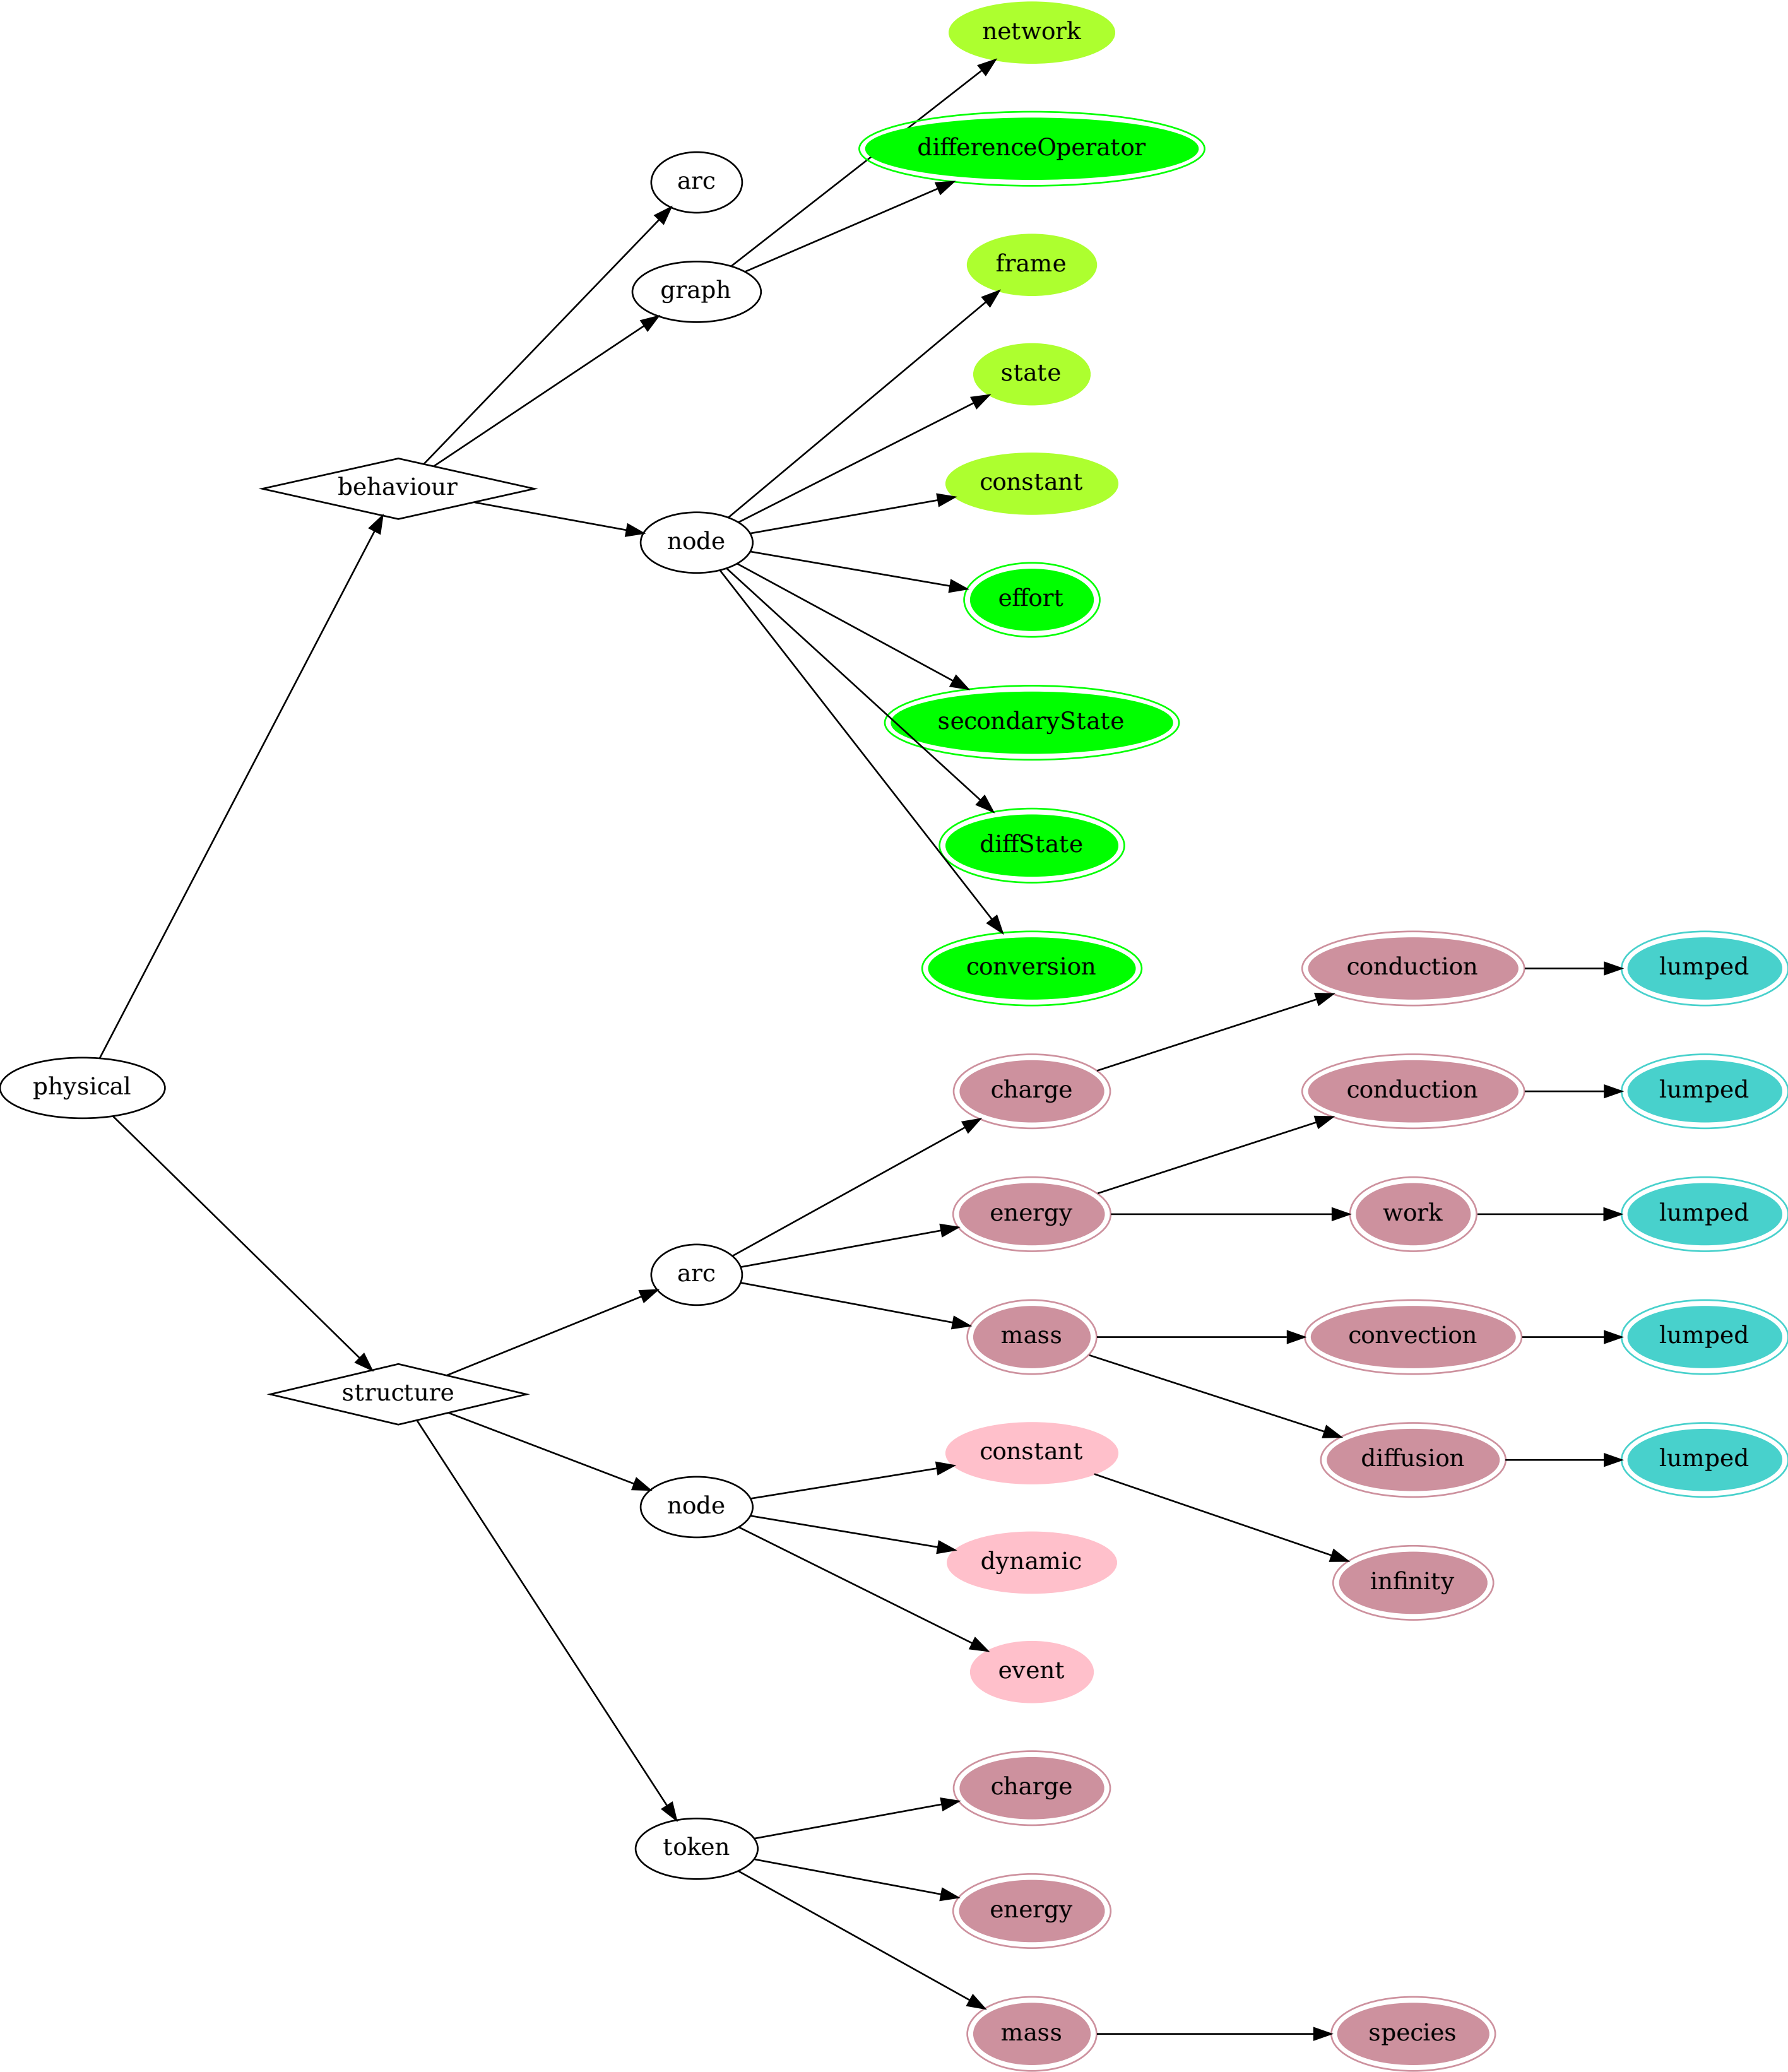 network
differenceOperator
arc
frame
graph
state
constant
behaviour
node
effort
secondaryState
diffState
conversion
conduction
lumped
physical
charge
conduction
lumped
energy
work
lumped
arc
mass
convection
lumped
structure
constant
diffusion
lumped
node
dynamic
infinity
event
charge
token
energy
mass
species